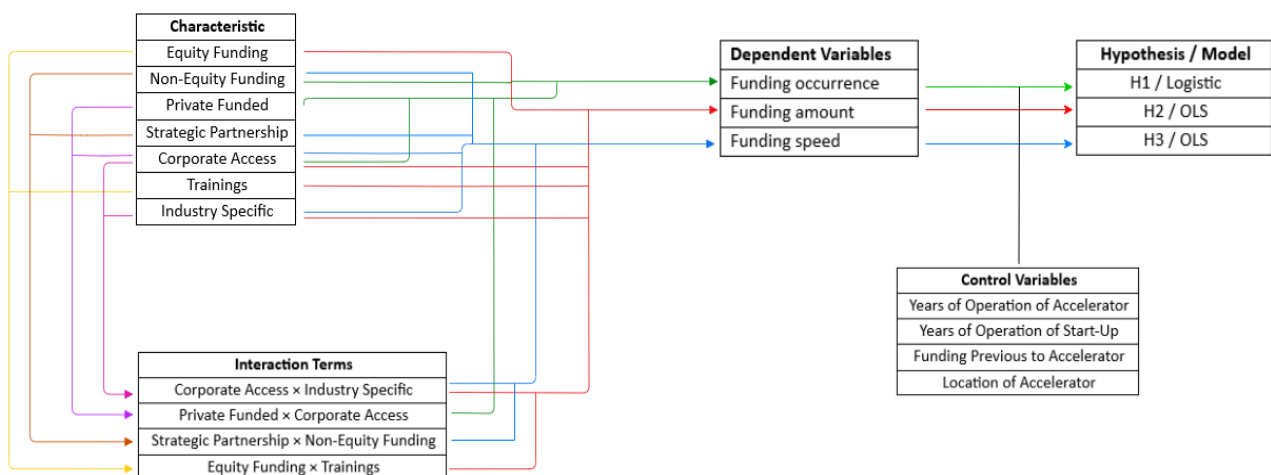 Characteristic
Equity Funding
Non-Equity Funding
Private Funded
Strategic Partnership
Corporate Access
Trainings
Industry Specific
Dependent Variables
Funding occurrence
Funding amount
Funding speed
Hypothesis / Model
H1 / Logistic
H2 / OLS
H3 / OLS
Control Variables
Years of Operation of Accelerator
Years of Operation of Start-Up
Funding Previous to Accelerator
Location of Accelerator
Interaction Terms
Corporate Access × Industry Specific
Private Funded × Corporate Access
Strategic Partnership × Non-Equity Funding
Equity Funding × Trainings